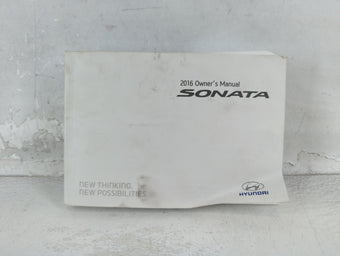 2016 Owner's Manual
SONATA
NEW THINKING.
NEW POSSIBILITIES.
HYUNDAI